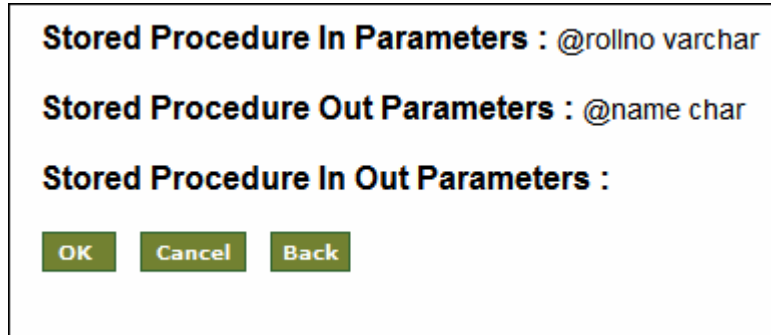 Stored Procedure In Parameters : @rollno varchar
Stored Procedure Out Parameters : @name char
Stored Procedure In Out Parameters :
OK Cancel Back